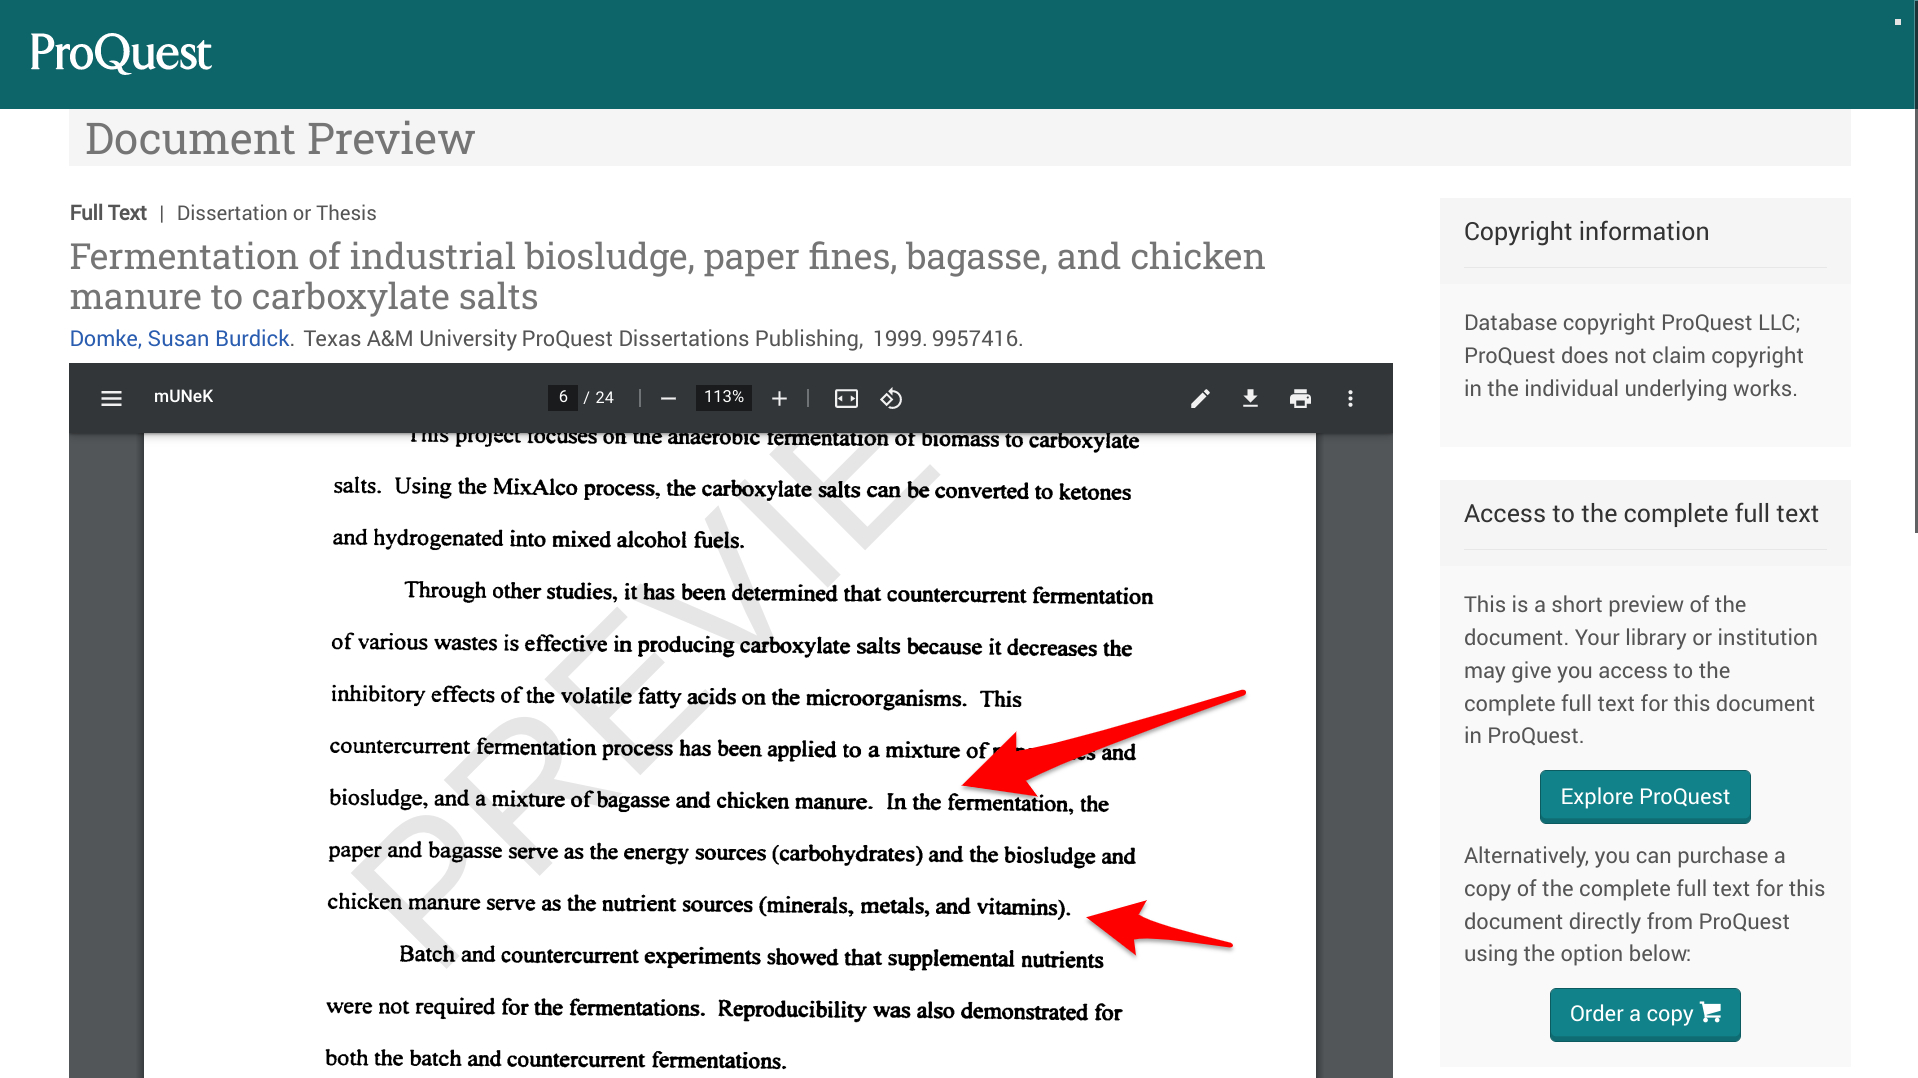 ProQuest
Document Preview
Full Text | Dissertation or Thesis
Fermentation of industrial biosludge, paper fines, bagasse, and chicken
manure to carboxylate salts
Domke, Susan Burdick. Texas A&M University ProQuest Dissertations Publishing, 1999. 9957416.
mUNeK
6 / 24
113%
This project focuses on the anaerobic fermentation of biomass to carboxylate
salts. Using the MixAlco process, the carboxylate salts can be converted to ketones
and hydrogenated into mixed alcohol fuels.
Through other studies, it has been determined that countercurrent fermentation
of various wastes is effective in producing carboxylate salts because it decreases the
inhibitory effects of the volatile fatty acids on the microorganisms. This
countercurrent fermentation process has been applied to a mixture of and
biosludge, and a mixture of bagasse and chicken manure. In the fermentation, the
paper and bagasse serve as the energy sources (carbohydrates) and the biosludge and
chicken manure serve as the nutrient sources (minerals, metals, and vitamins).
Batch and countercurrent experiments showed that supplemental nutrients
were not required for the fermentations. Reproducibility was also demonstrated for
both the batch and countercurrent fermentations.
PREVIE
Copyright information
Database copyright ProQuest LLC;
ProQuest does not claim copyright
in the individual underlying works.
Access to the complete full text
This is a short preview of the
document. Your library or institution
may give you access to the
complete full text for this document
in ProQuest.
Explore ProQuest
Alternatively, you can purchase a
copy of the complete full text for this
document directly from ProQuest
using the option below:
Order a copy